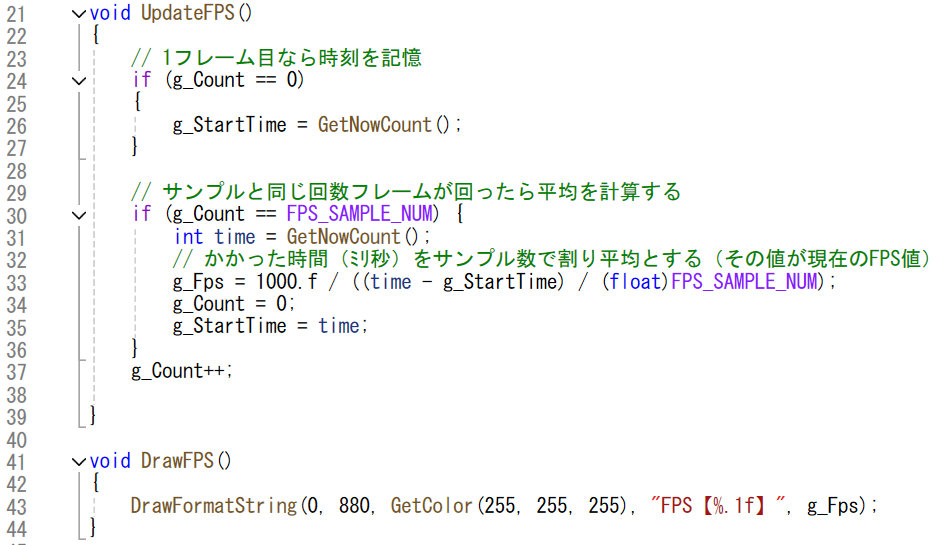 21 void UpdateFPS()
22 {
23 // 1フレーム目なら時刻を記憶
24 if (g_Count == 0)
25 {
26 g_StartTime = GetNowCount();
27 }
28
29 // サンプルと同じ回数フレームが回ったら平均を計算する
30 if (g_Count == FPS_SAMPLE_NUM) {
31 int time = GetNowCount();
32 // かかった時間（ﾐﾘ秒）をサンプル数で割り平均とする（その値が現在のFPS値）
33 g_Fps = 1000.f / ((time - g_StartTime) / (float)FPS_SAMPLE_NUM);
34 g_Count = 0;
35 g_StartTime = time;
36 }
37 g_Count++;
38
39 }
40
41 void DrawFPS()
42 {
43 DrawFormatString(0, 880, GetColor(255, 255, 255), "FPS【%.1f】", g_Fps);
44 }